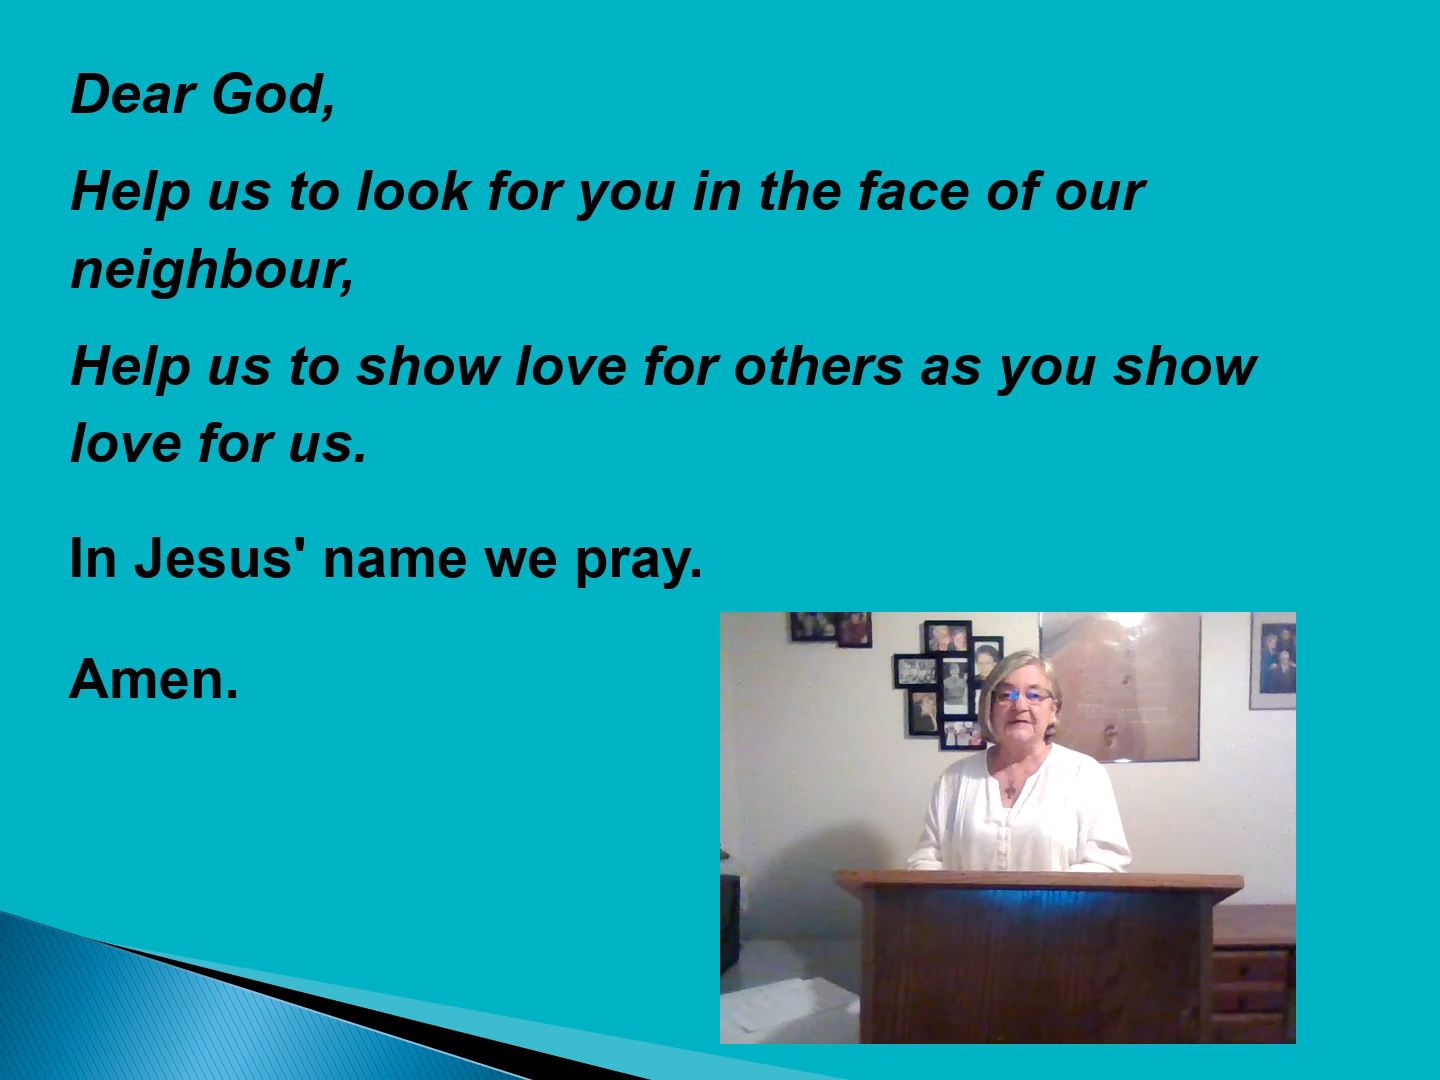 Dear God,
Help us to look for you in the face of our
neighbour,
Help us to show love for others as you show
love for us.
In Jesus' name we pray.
Amen.